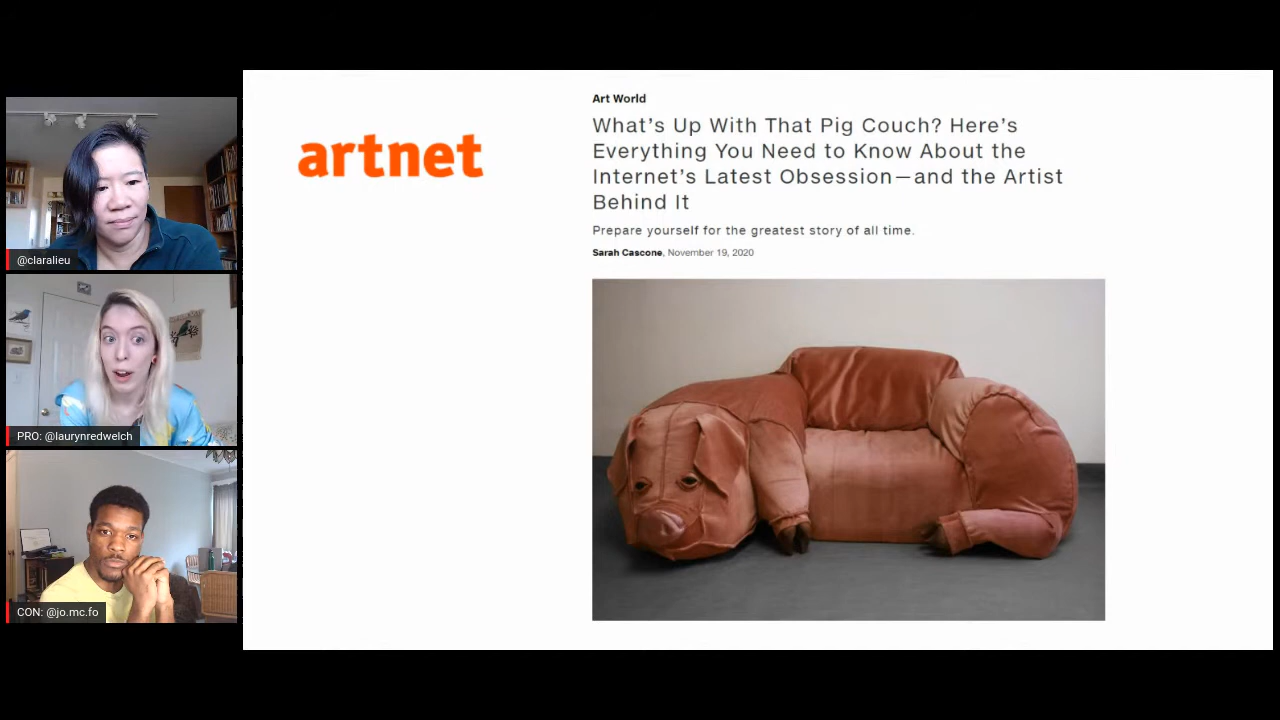 @claralieu
PRO: @laurynredwelch
CON: @jo.mc.fo
artnet
Art World
What's Up With That Pig Couch? Here's
Everything You Need to Know About the
Internet's Latest Obsession—and the Artist
Behind It
Prepare yourself for the greatest story of all time.
Sarah Cascone, November 19, 2020